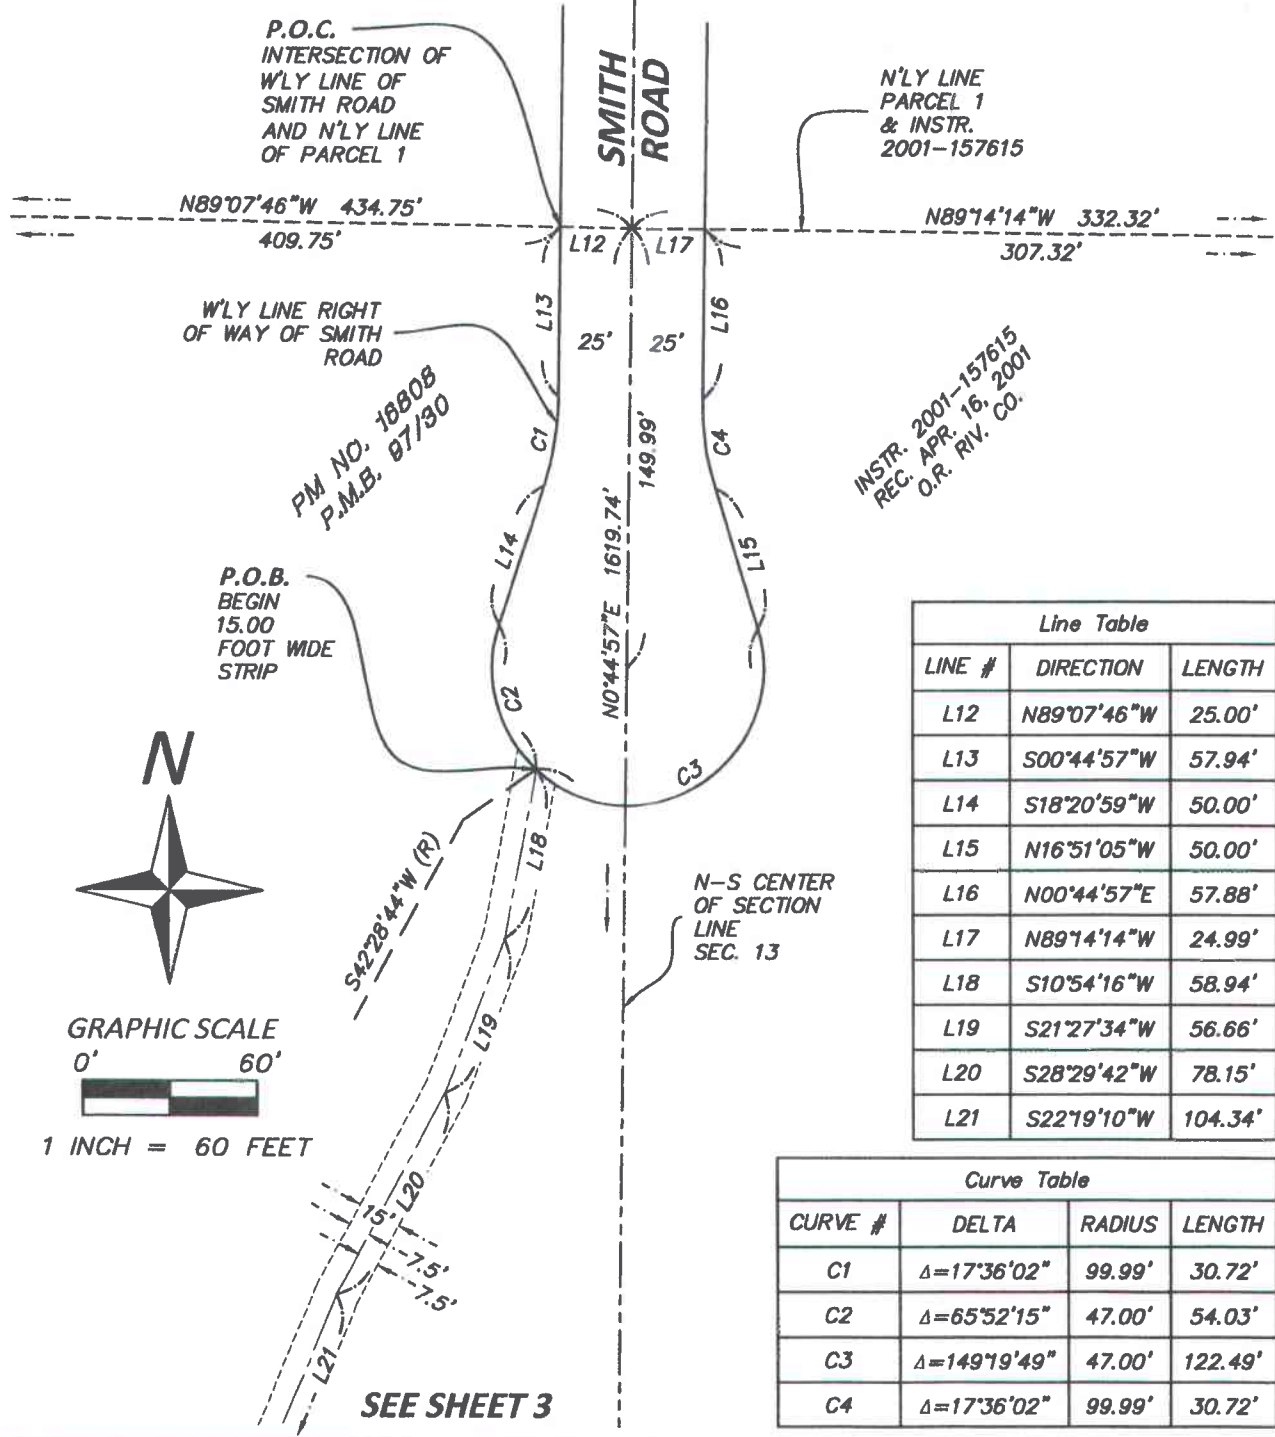 P.O.C.
INTERSECTION OF
W'LY LINE OF
SMITH ROAD
AND N'LY LINE
OF PARCEL 1
SMITH
ROAD
N'LY LINE
PARCEL 1
& INSTR.
2001-157615
N89°07'46"W 434.75'
409.75'
L12
L17
N89°14'14"W 332.32'
307.32'
W'LY LINE RIGHT
OF WAY OF SMITH
ROAD
L13
L16
25'
25'
PM NO. 18808
P.M.B. 97/30
INSTR. 2001-157615
REC. APR. 16, 2001
O.R. RIV. CO.
C1
C4
149.99'
N0°44'57"E 1619.74'
L14
L15
P.O.B.
BEGIN
15.00
FOOT WIDE
STRIP
C2
C3
N
S42°28'44"W (R)
L18
N-S CENTER
OF SECTION
LINE
SEC. 13
L19
GRAPHIC SCALE
0' 60'
1 INCH = 60 FEET
L20
15'
7.5'
7.5'
L21
SEE SHEET 3
Line Table
LINE # DIRECTION LENGTH
L12 N89°07'46"W 25.00'
L13 S00°44'57"W 57.94'
L14 S18°20'59"W 50.00'
L15 N16°51'05"W 50.00'
L16 N00°44'57"E 57.88'
L17 N89°14'14"W 24.99'
L18 S10°54'16"W 58.94'
L19 S21°27'34"W 56.66'
L20 S28°29'42"W 78.15'
L21 S22°19'10"W 104.34'
Curve Table
CURVE # DELTA RADIUS LENGTH
C1 Δ=17°36'02" 99.99' 30.72'
C2 Δ=65°52'15" 47.00' 54.03'
C3 Δ=149°19'49" 47.00' 122.49'
C4 Δ=17°36'02" 99.99' 30.72'